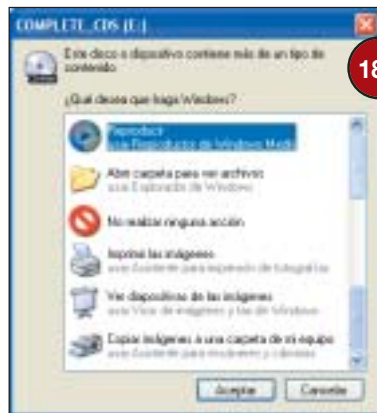 COMPLETE_CDS (E:)
18
Este disco o dispositivo contiene más de un tipo de
contenido.
¿Qué desea que haga Windows?
Reproducir
usar Reproductor de Windows Media
Abrir carpeta para ver archivos
usar Explorador de Windows
No realizar ninguna acción
Imprimir las imágenes
usar Asistente para impresión de fotografías
Ver diapositivas de las imágenes
usar Visor de imágenes y fax de Windows
Copiar imágenes a una carpeta de mi equipo
usar Asistente para escáneres y cámaras
Aceptar
Cancelar